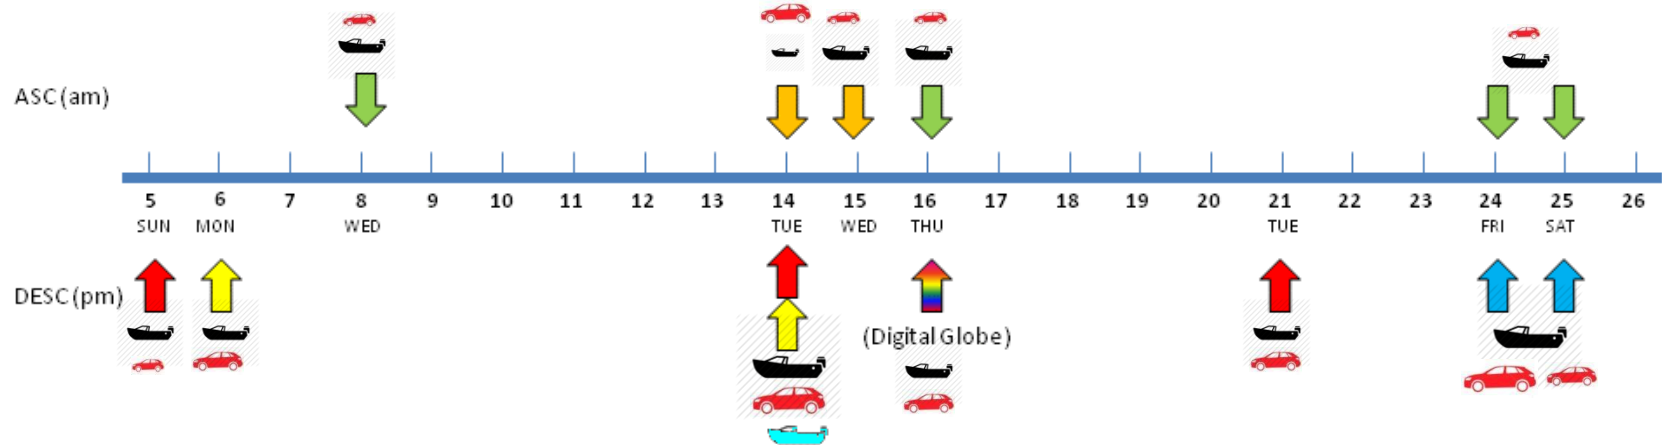 ASC (am)
5 6 7 8 9 10 11 12 13 14 15 16 17 18 19 20 21 22 23 24 25 26
SUN MON WED TUE WED THU TUE FRI SAT
DESC (pm)
(Digital Globe)